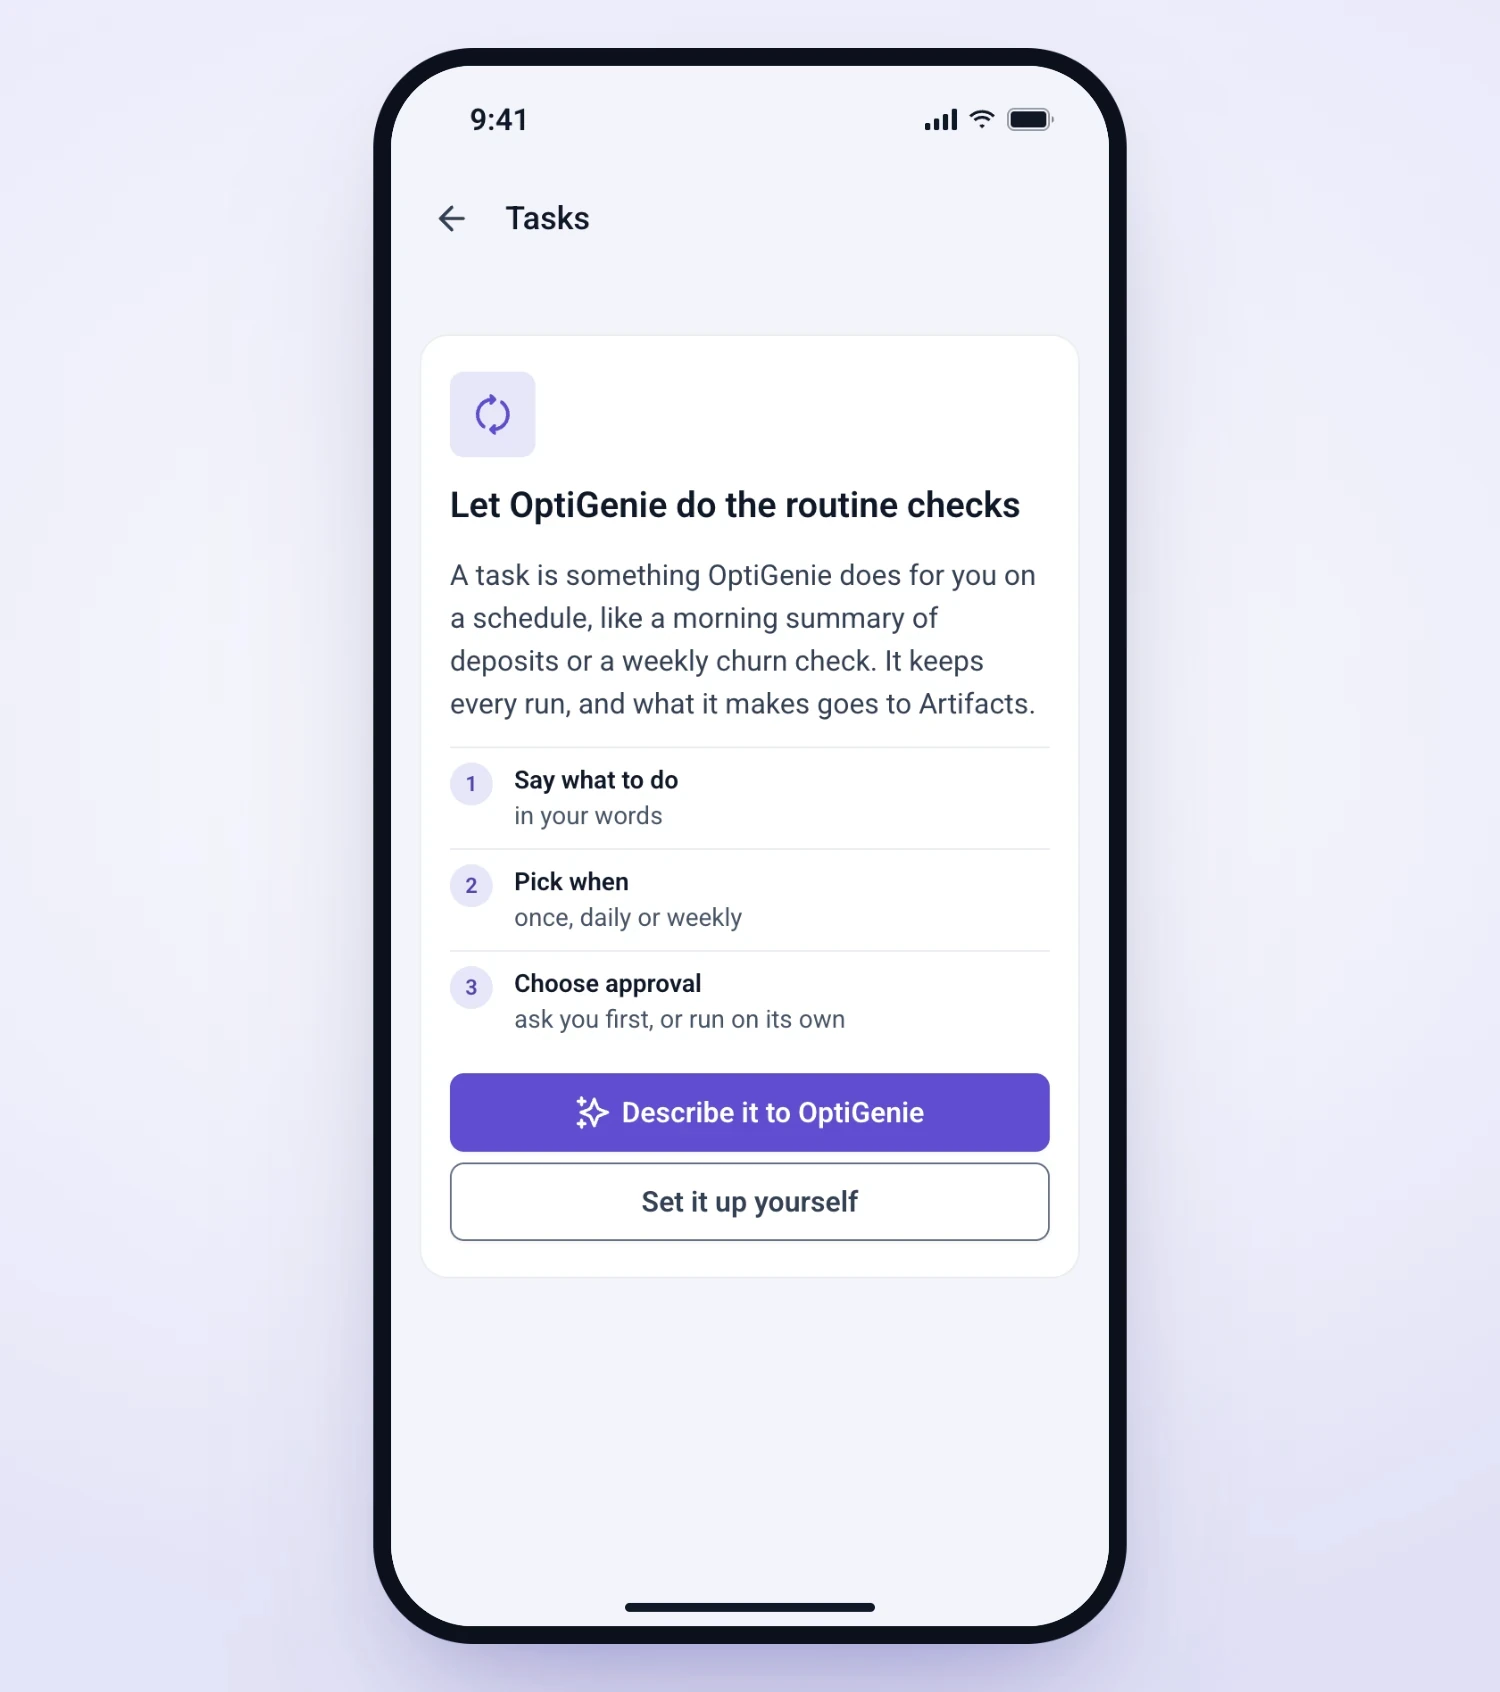 9:41
Tasks
Let OptiGenie do the routine checks
A task is something OptiGenie does for you on
a schedule, like a morning summary of
deposits or a weekly churn check. It keeps
every run, and what it makes goes to Artifacts.
1
Say what to do
in your words
2
Pick when
once, daily or weekly
3
Choose approval
ask you first, or run on its own
Describe it to OptiGenie
Set it up yourself